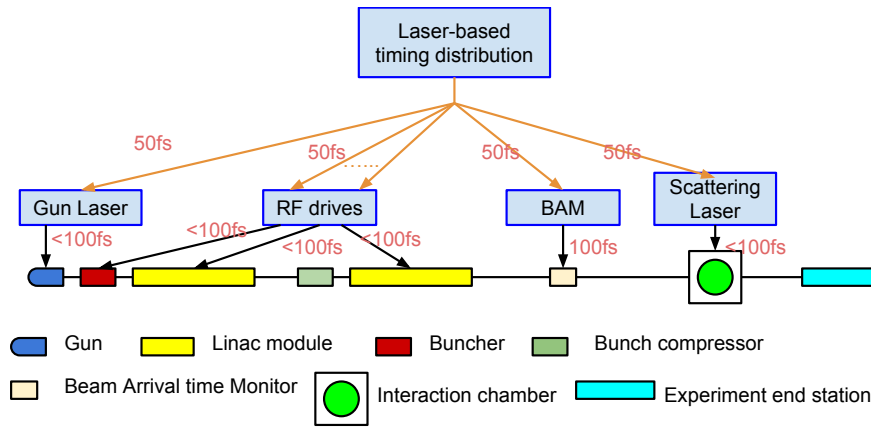 Laser-based
timing distribution
50fs
50fs
50fs
50fs
Gun Laser
RF drives
BAM
Scattering
Laser
<100fs
<100fs
<100fs
<100fs
100fs
<100fs
Gun
Linac module
Buncher
Bunch compressor
Beam Arrival time Monitor
Interaction chamber
Experiment end station